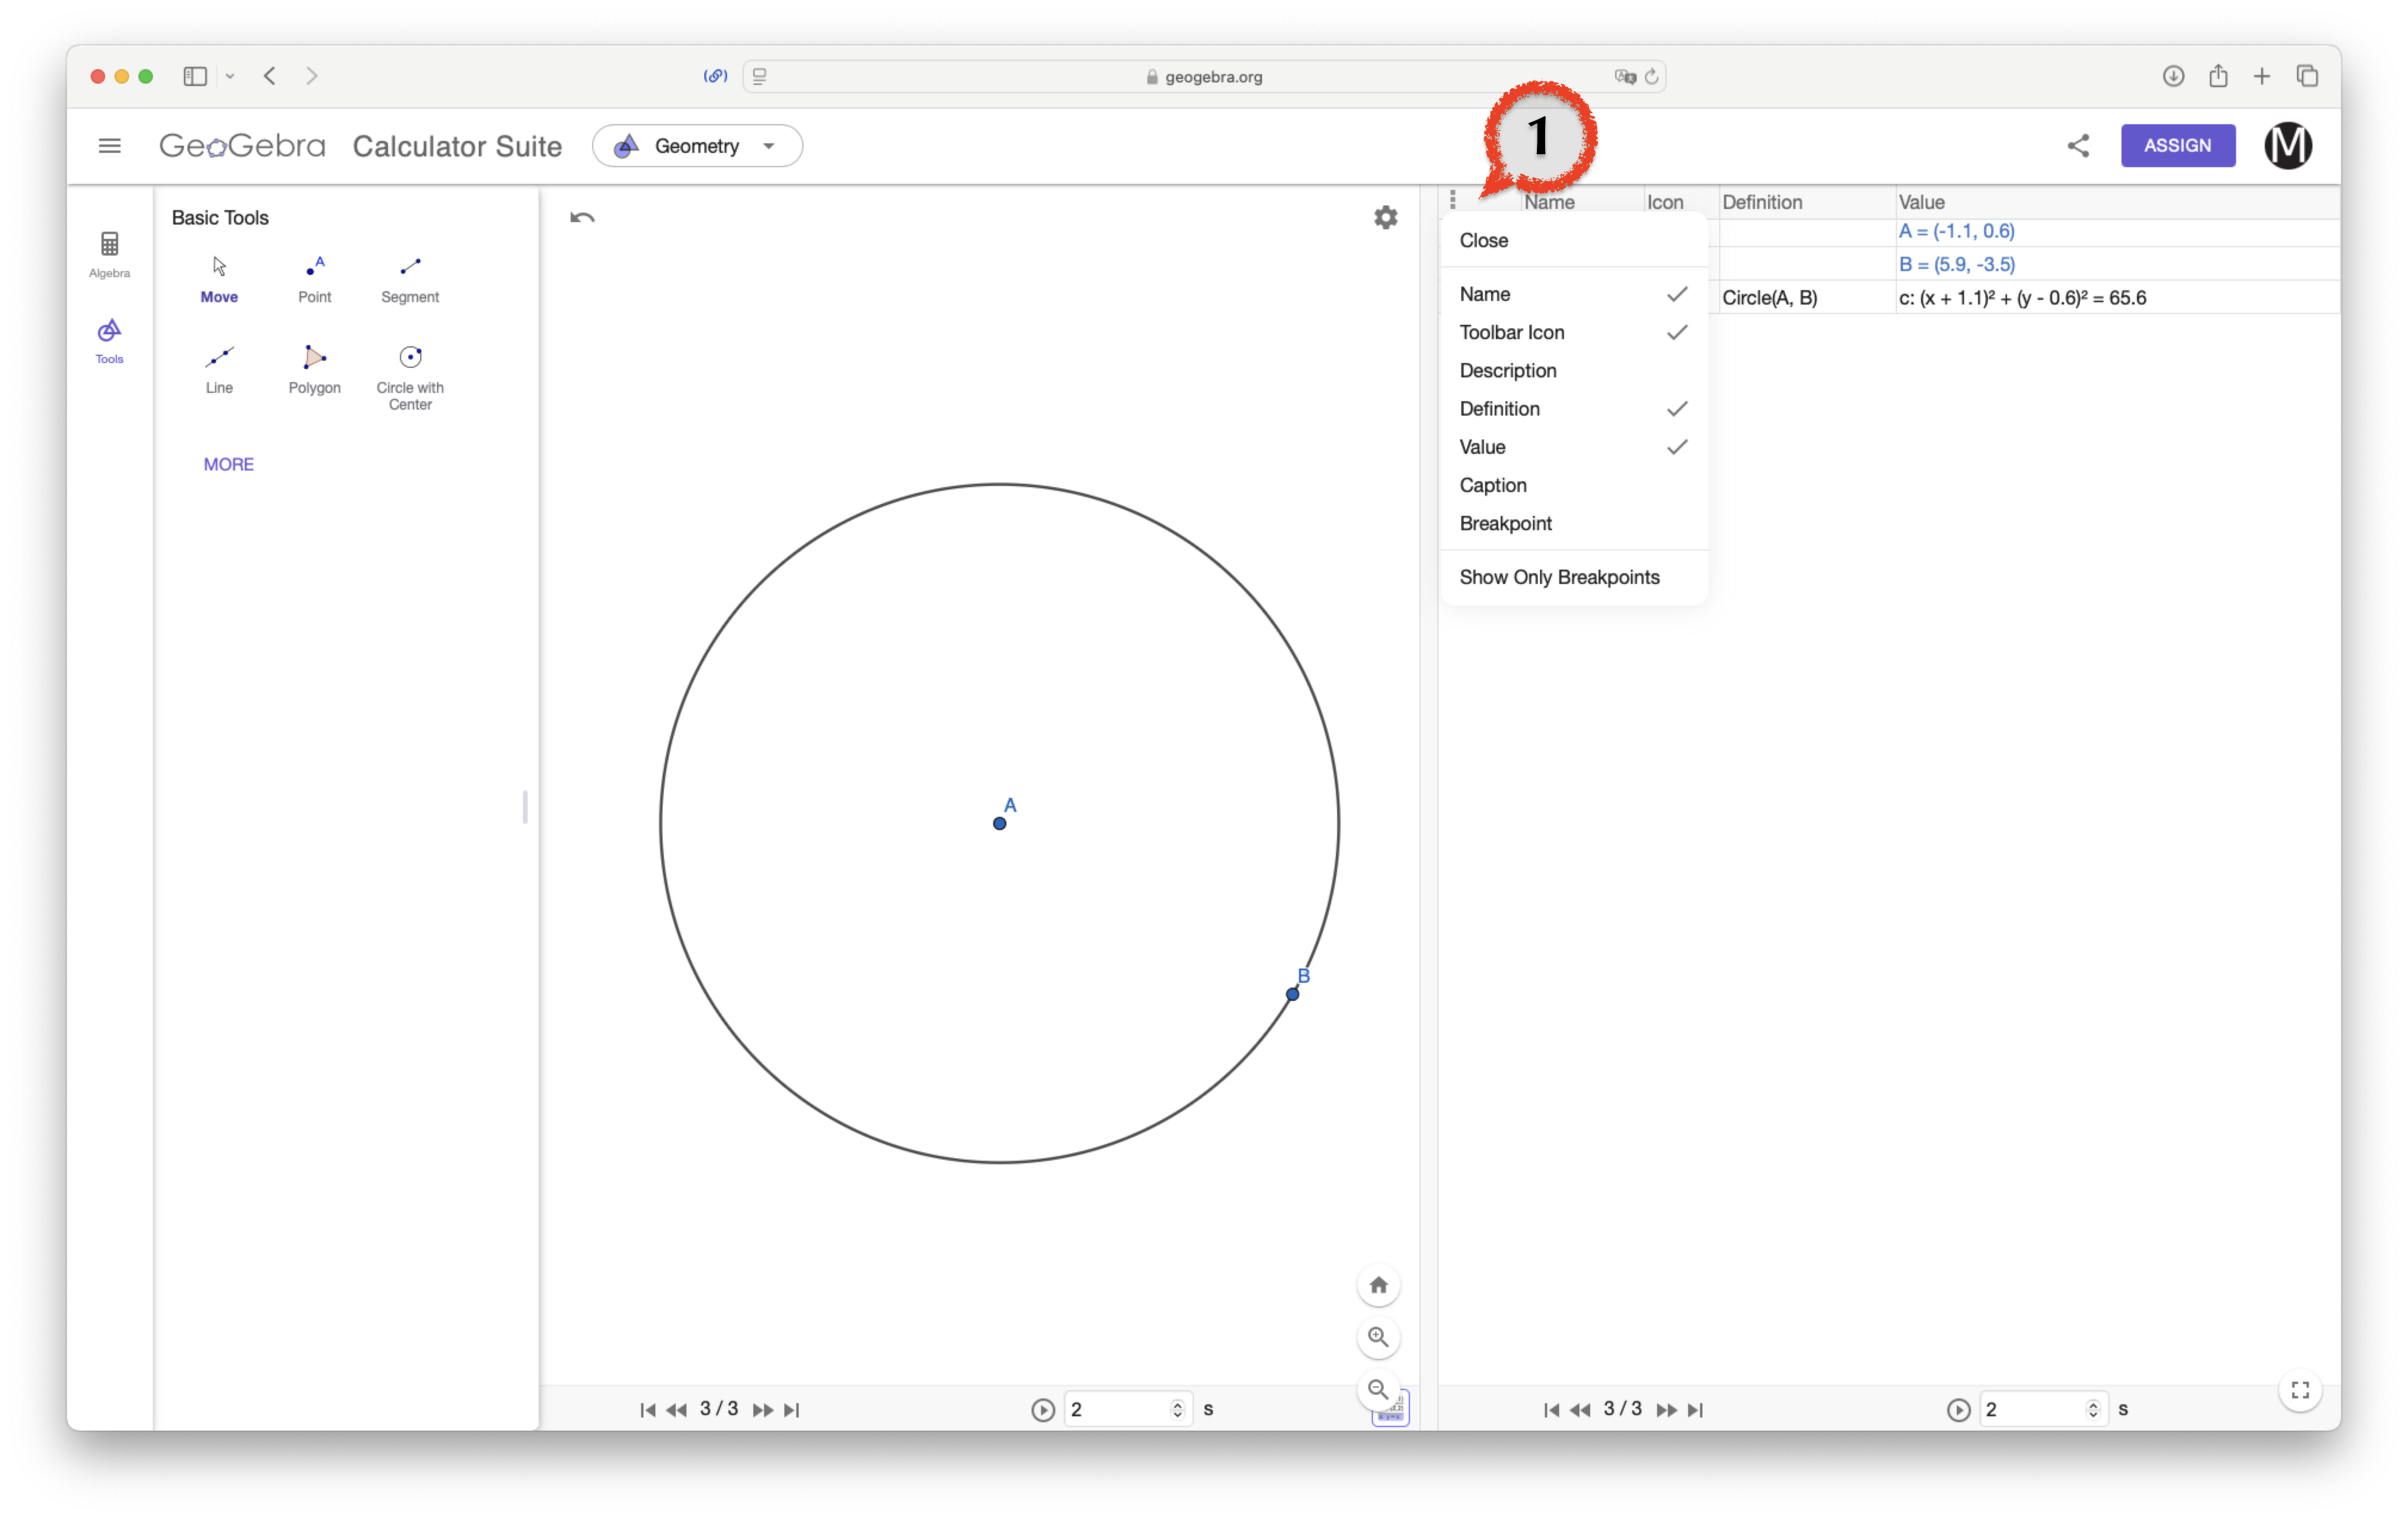 geogebra.org
GeoGebra Calculator Suite Geometry ASSIGN M
1
Algebra
Tools
Basic Tools
Move Point Segment
Line Polygon Circle with
Center
MORE
A
B
3 / 3 2 s
Name Icon Definition Value
A = (-1.1, 0.6)
B = (5.9, -3.5)
Circle(A, B) c: (x + 1.1)² + (y - 0.6)² = 65.6
Close
Name
Toolbar Icon
Description
Definition
Value
Caption
Breakpoint
Show Only Breakpoints
3 / 3 2 s